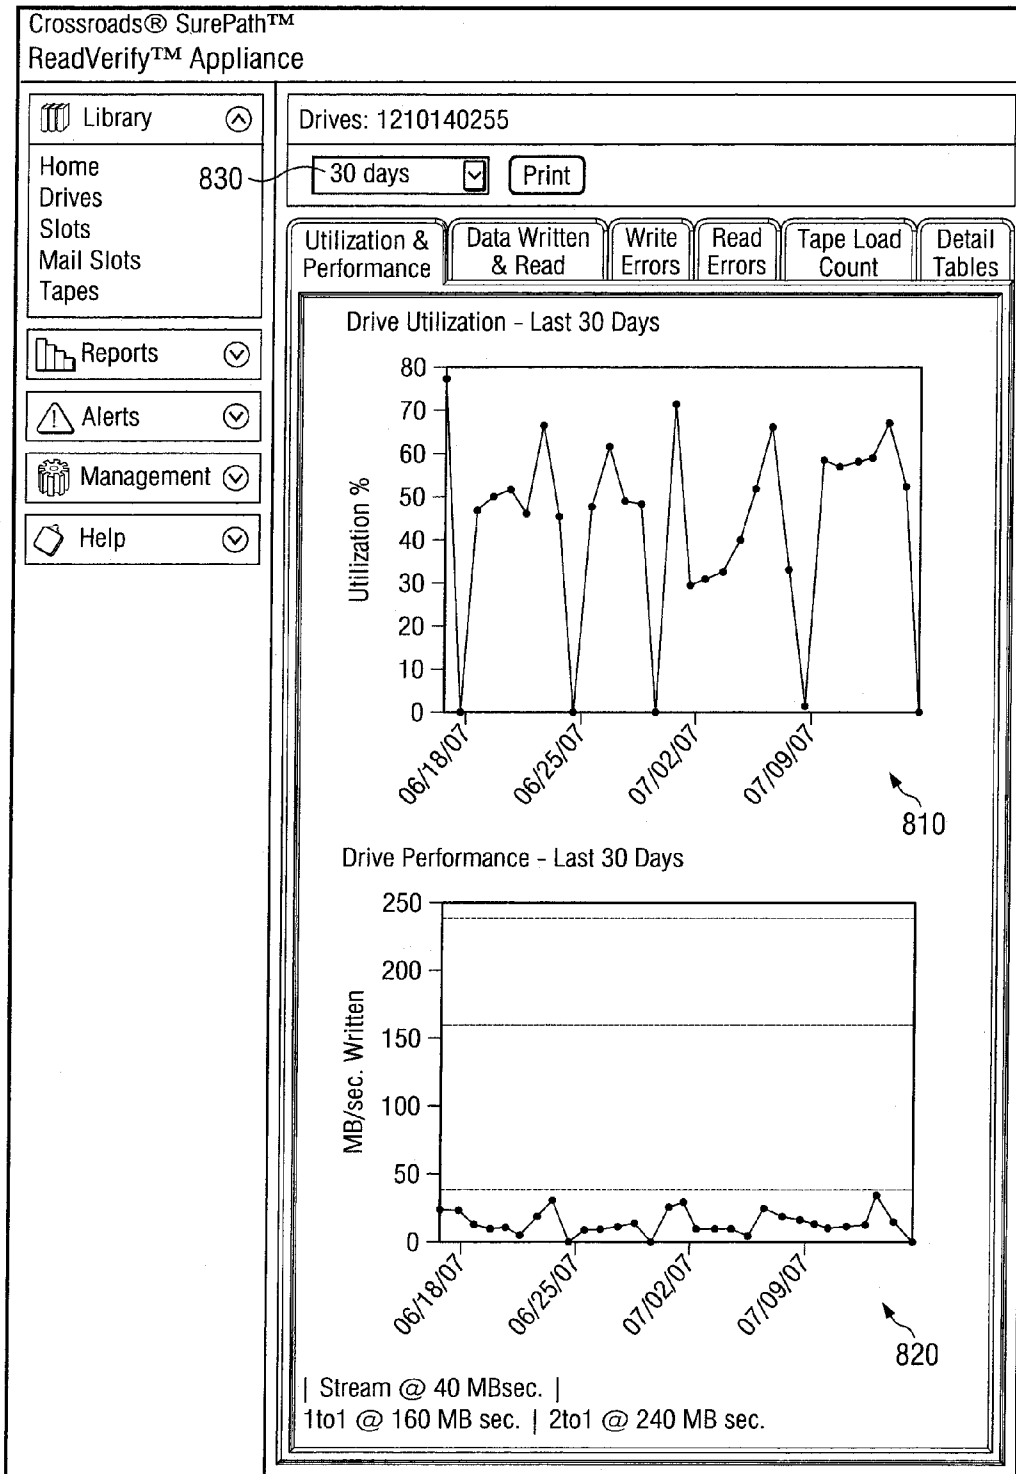 Crossroads® SurePath™
ReadVerify™ Appliance
Library
Home
Drives
Slots
Mail Slots
Tapes
Reports
Alerts
Management
Help
Drives: 1210140255
830
30 days
Print
Utilization &
Performance
Data Written
& Read
Write
Errors
Read
Errors
Tape Load
Count
Detail
Tables
Drive Utilization - Last 30 Days
Utilization %
80
70
60
50
40
30
20
10
0
06/18/07
06/25/07
07/02/07
07/09/07
810
Drive Performance - Last 30 Days
MB/sec. Written
250
200
150
100
50
0
06/18/07
06/25/07
07/02/07
07/09/07
820
| Stream @ 40 MBsec. |
1to1 @ 160 MB sec. | 2to1 @ 240 MB sec.